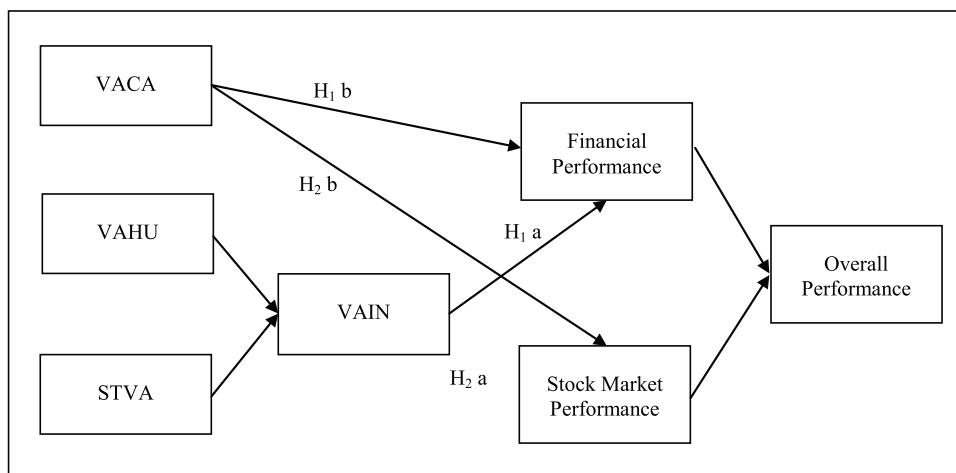 VACA
H₁ b
Financial
Performance
H₂ b
VAHU
H₁ a
Overall
Performance
VAIN
H₂ a
Stock Market
Performance
STVA